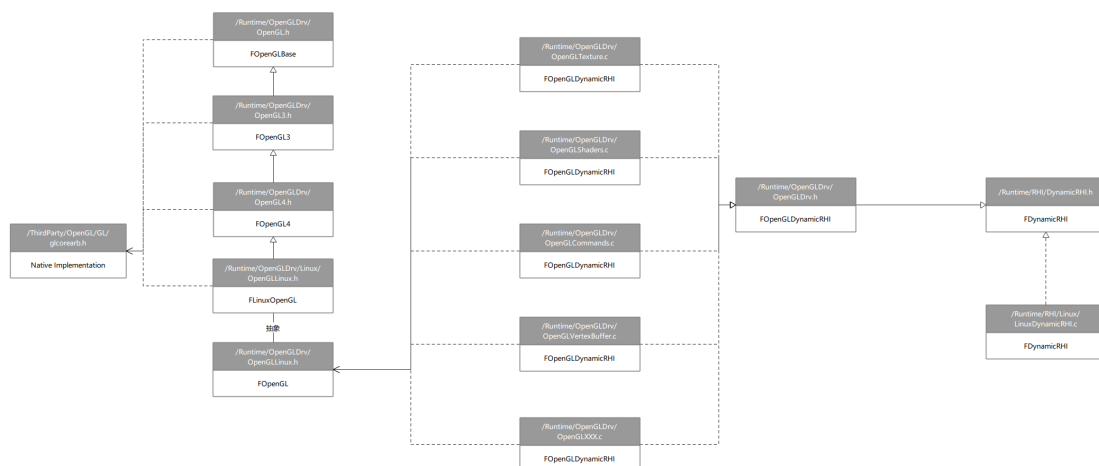 /ThirdParty/OpenGL/GL/
glcorearb.h
Native Implementation
/Runtime/OpenGLDrv/
OpenGL.h
FOpenGLBase
/Runtime/OpenGLDrv/
OpenGL3.h
FOpenGL3
/Runtime/OpenGLDrv/
OpenGL4.h
FOpenGL4
/Runtime/OpenGLDrv/Linux/
OpenGLLinux.h
FLinuxOpenGL
抽象
/Runtime/OpenGLDrv/
OpenGLLinux.h
FOpenGL
/Runtime/OpenGLDrv/
OpenGLTexture.c
FOpenGLDynamicRHI
/Runtime/OpenGLDrv/
OpenGLShaders.c
FOpenGLDynamicRHI
/Runtime/OpenGLDrv/
OpenGLCommands.c
FOpenGLDynamicRHI
/Runtime/OpenGLDrv/
OpenGLVertexBuffer.c
FOpenGLDynamicRHI
/Runtime/OpenGLDrv/
OpenGLXXX.c
FOpenGLDynamicRHI
/Runtime/OpenGLDrv/
OpenGLDrv.h
FOpenGLDynamicRHI
/Runtime/RHI/DynamicRHI.h
FDynamicRHI
/Runtime/RHI/Linux/
LinuxDynamicRHI.c
FDynamicRHI